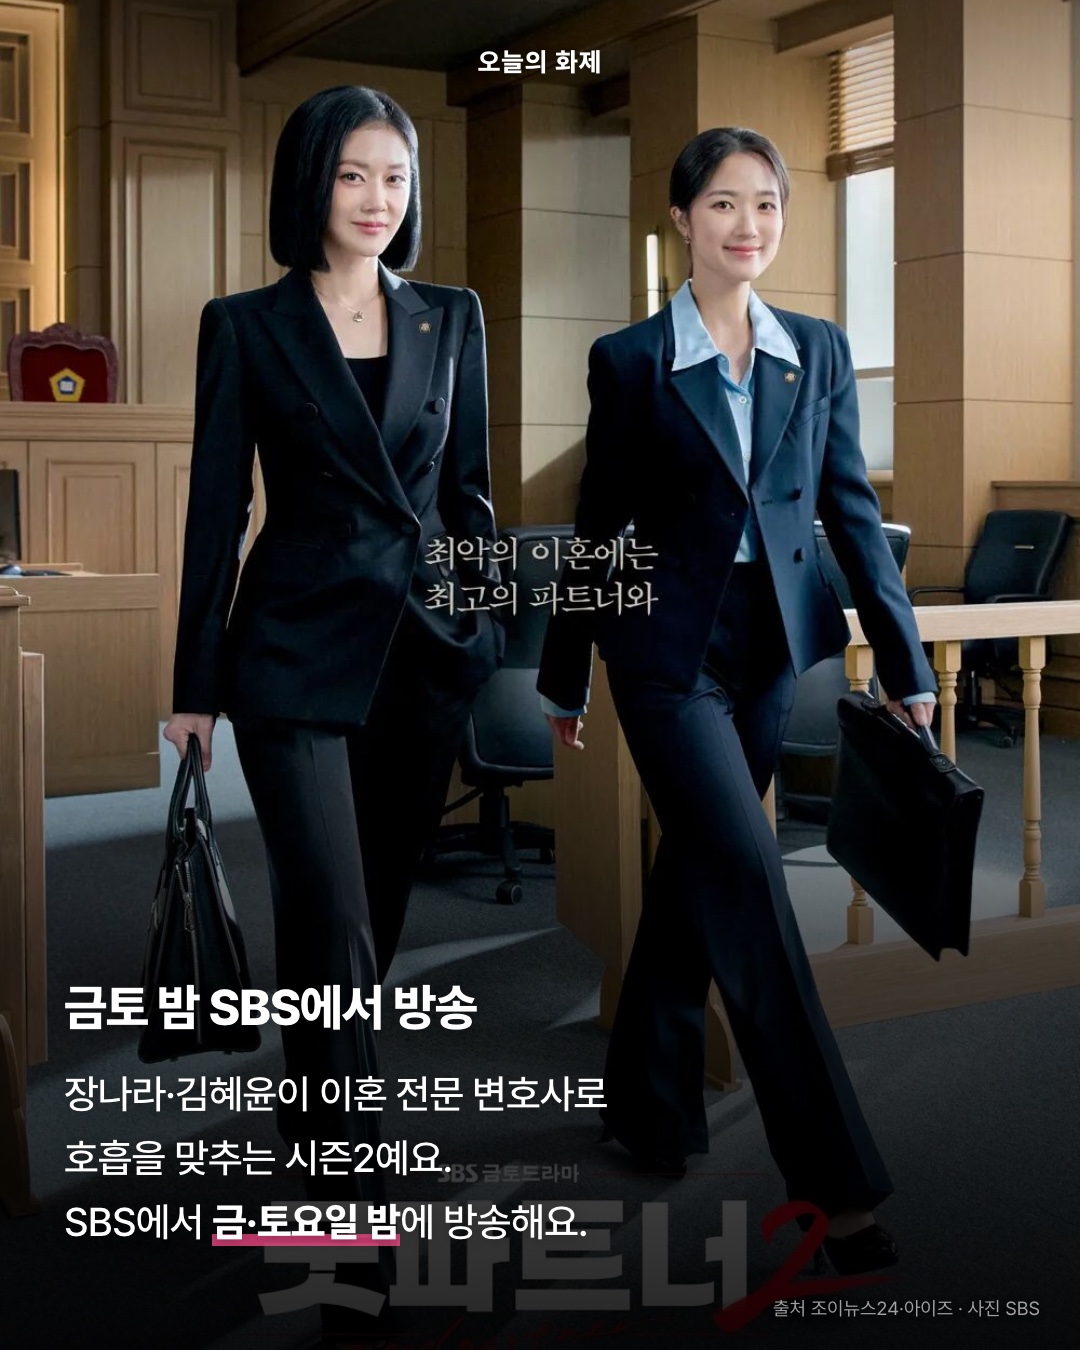 오늘의 화제
최악의 이혼에는
최고의 파트너와
금토 밤 SBS에서 방송
장나라·김혜윤이 이혼 전문 변호사로
호흡을 맞추는 시즌2예요.
SBS 금토드라마
SBS에서 금·토요일 밤에 방송해요.
굿파트너2
출처 조이뉴스24·아이즈 · 사진 SBS